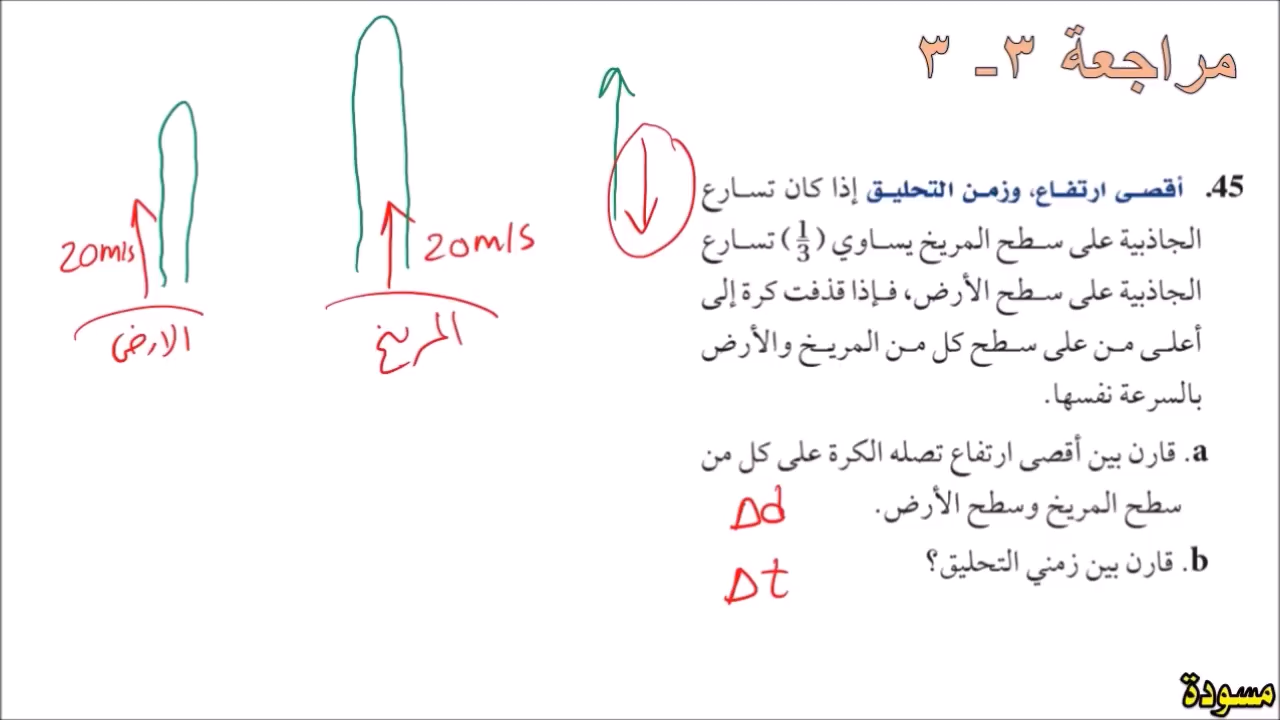 مراجعة ٣ - ٣
45. أقصى ارتفاع، وزمن التحليق إذا كان تسارع
الجاذبية على سطح المريخ يساوي (1/3) تسارع
الجاذبية على سطح الأرض، فإذا قذفت كرة إلى
أعلى من على سطح كل من المريخ والأرض
بالسرعة نفسها.
a. قارن بين أقصى ارتفاع تصله الكرة على كل من
سطح المريخ وسطح الأرض.
Δd
b. قارن بين زمني التحليق؟
Δt
20m/s
المريخ
20m/s
الارض
مسودة